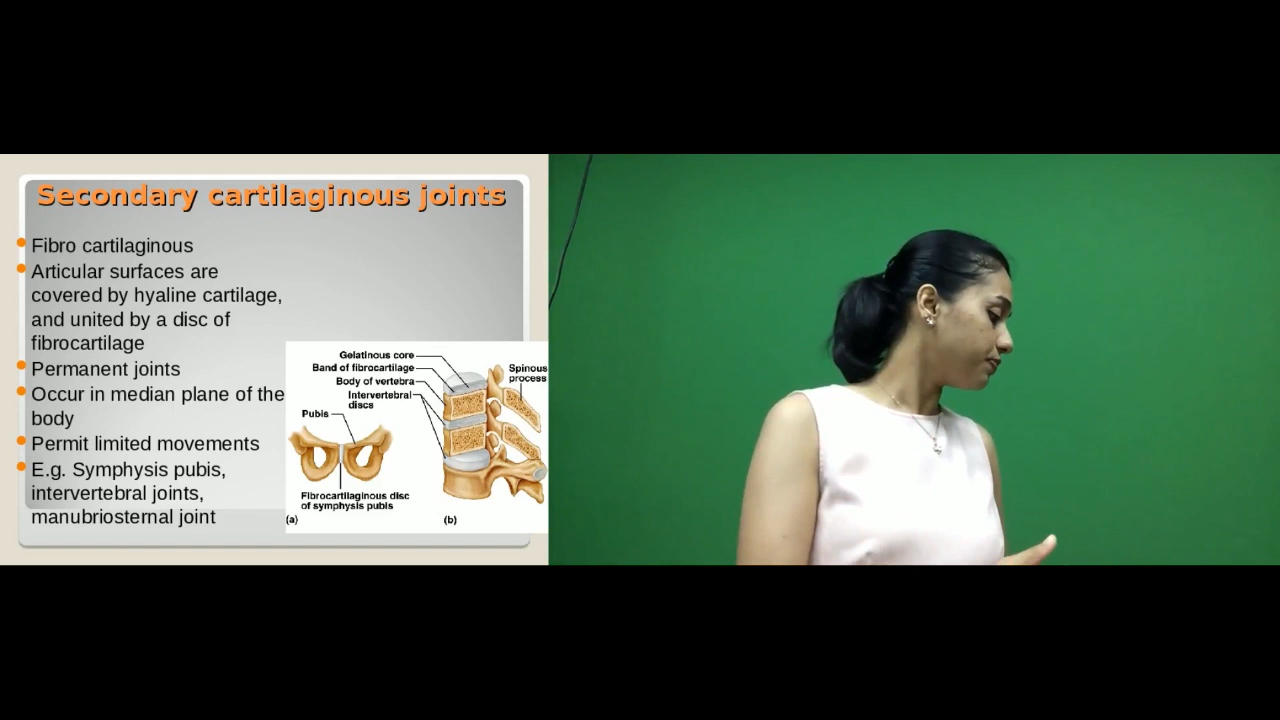 Secondary cartilaginous joints
Fibro cartilaginous
Articular surfaces are
covered by hyaline cartilage,
and united by a disc of
fibrocartilage
Permanent joints
Occur in median plane of the
body
Permit limited movements
E.g. Symphysis pubis,
intervertebral joints,
manubriosternal joint
Gelatinous core
Band of fibrocartilage
Body of vertebra
Intervertebral
discs
Spinous
process
Pubis
Fibrocartilaginous disc
of symphysis pubis
(a)
(b)